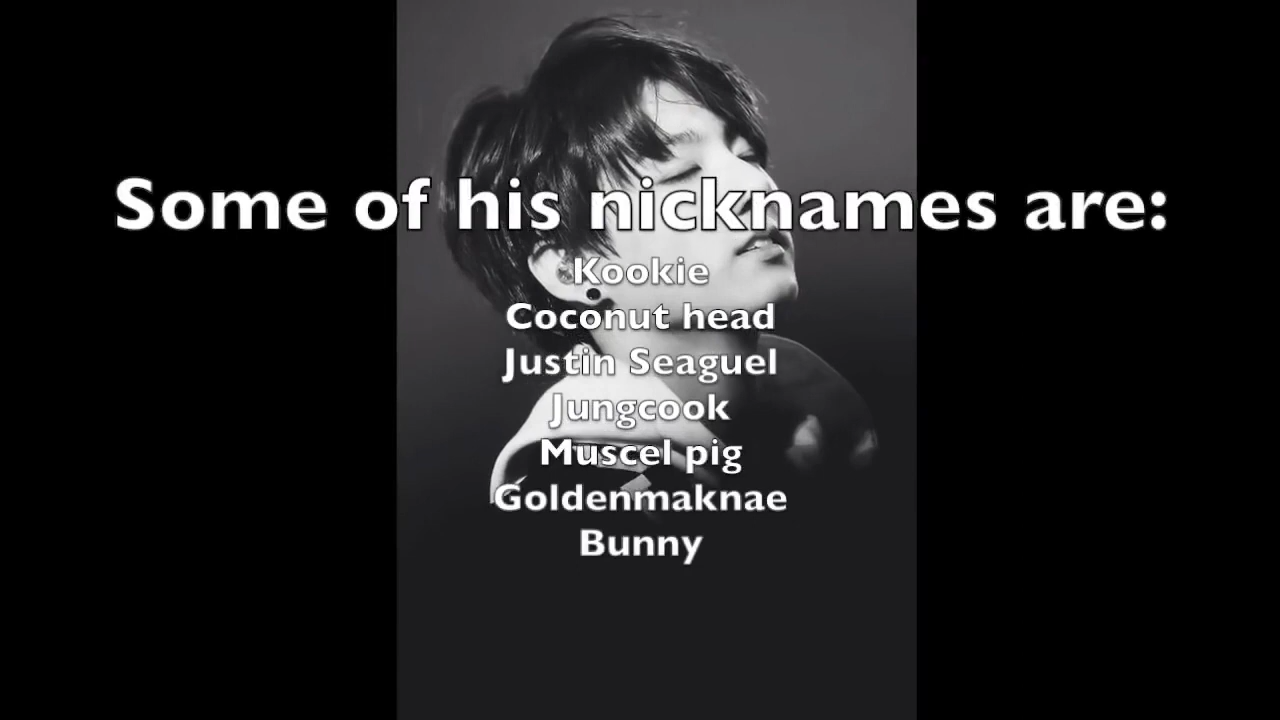 Some of his nicknames are:
Kookie
Coconut head
Justin Seaguel
Jungcook
Muscel pig
Goldenmaknae
Bunny